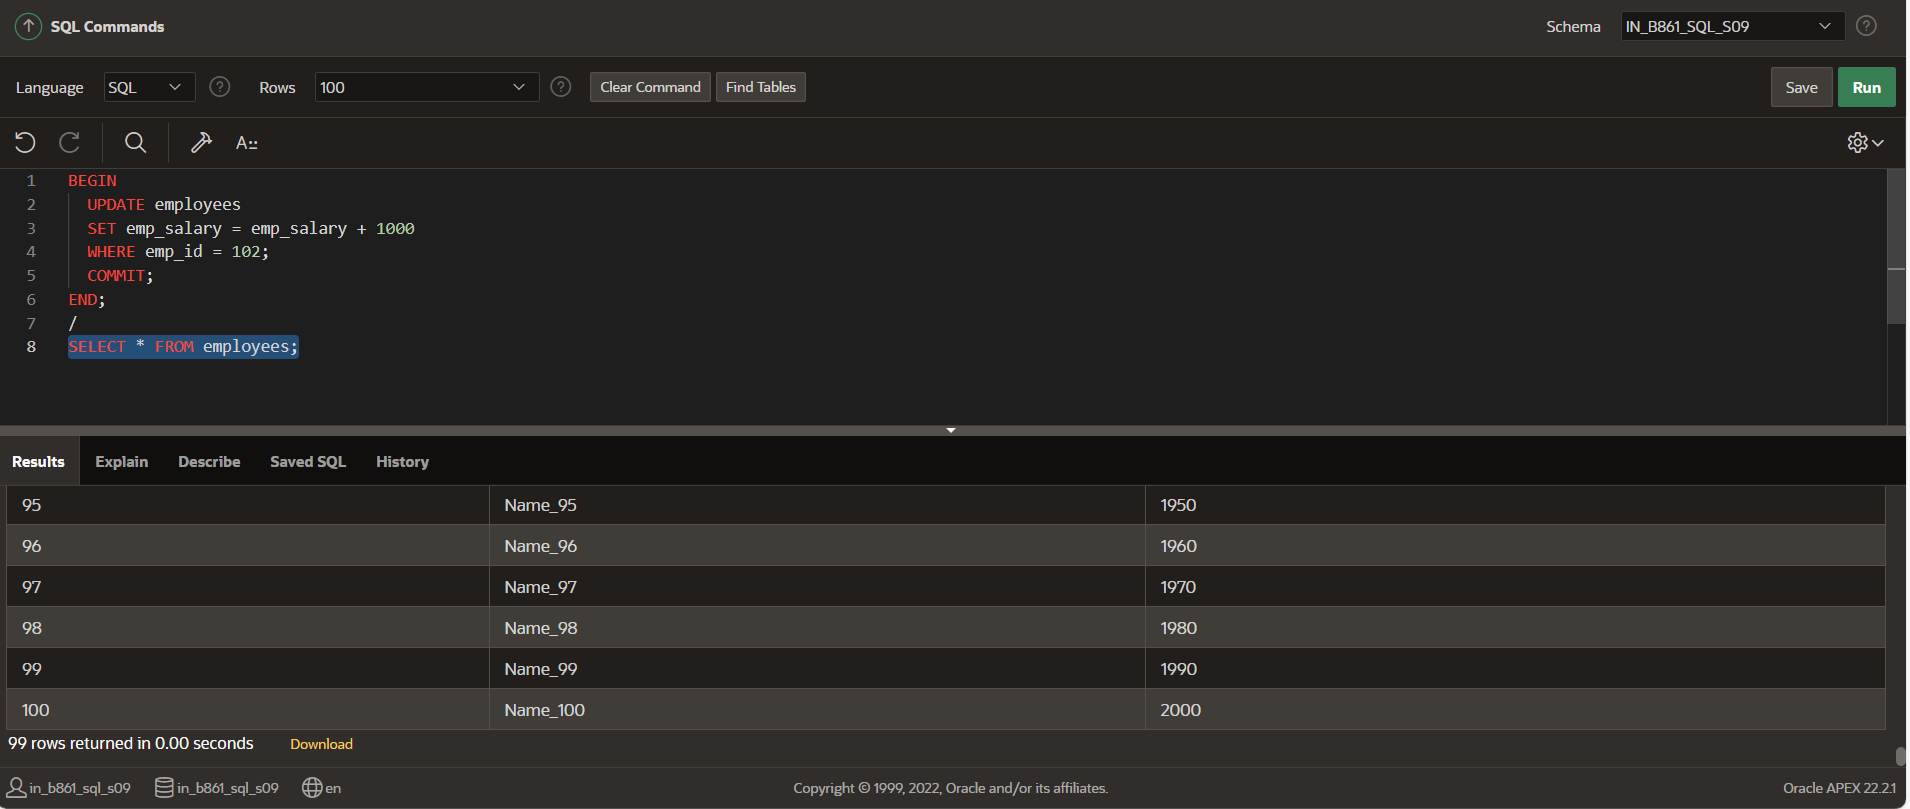 SQL Commands
Schema IN_B861_SQL_S09
Language SQL Rows 100 Clear Command Find Tables Save Run
A::
1 BEGIN
2 UPDATE employees
3 SET emp_salary = emp_salary + 1000
4 WHERE emp_id = 102;
5 COMMIT;
6 END;
7 /
8 SELECT * FROM employees;
Results Explain Describe Saved SQL History
95 Name_95 1950
96 Name_96 1960
97 Name_97 1970
98 Name_98 1980
99 Name_99 1990
100 Name_100 2000
99 rows returned in 0.00 seconds Download
in_b861_sql_s09 in_b861_sql_s09 en Copyright © 1999, 2022, Oracle and/or its affiliates. Oracle APEX 22.2.1